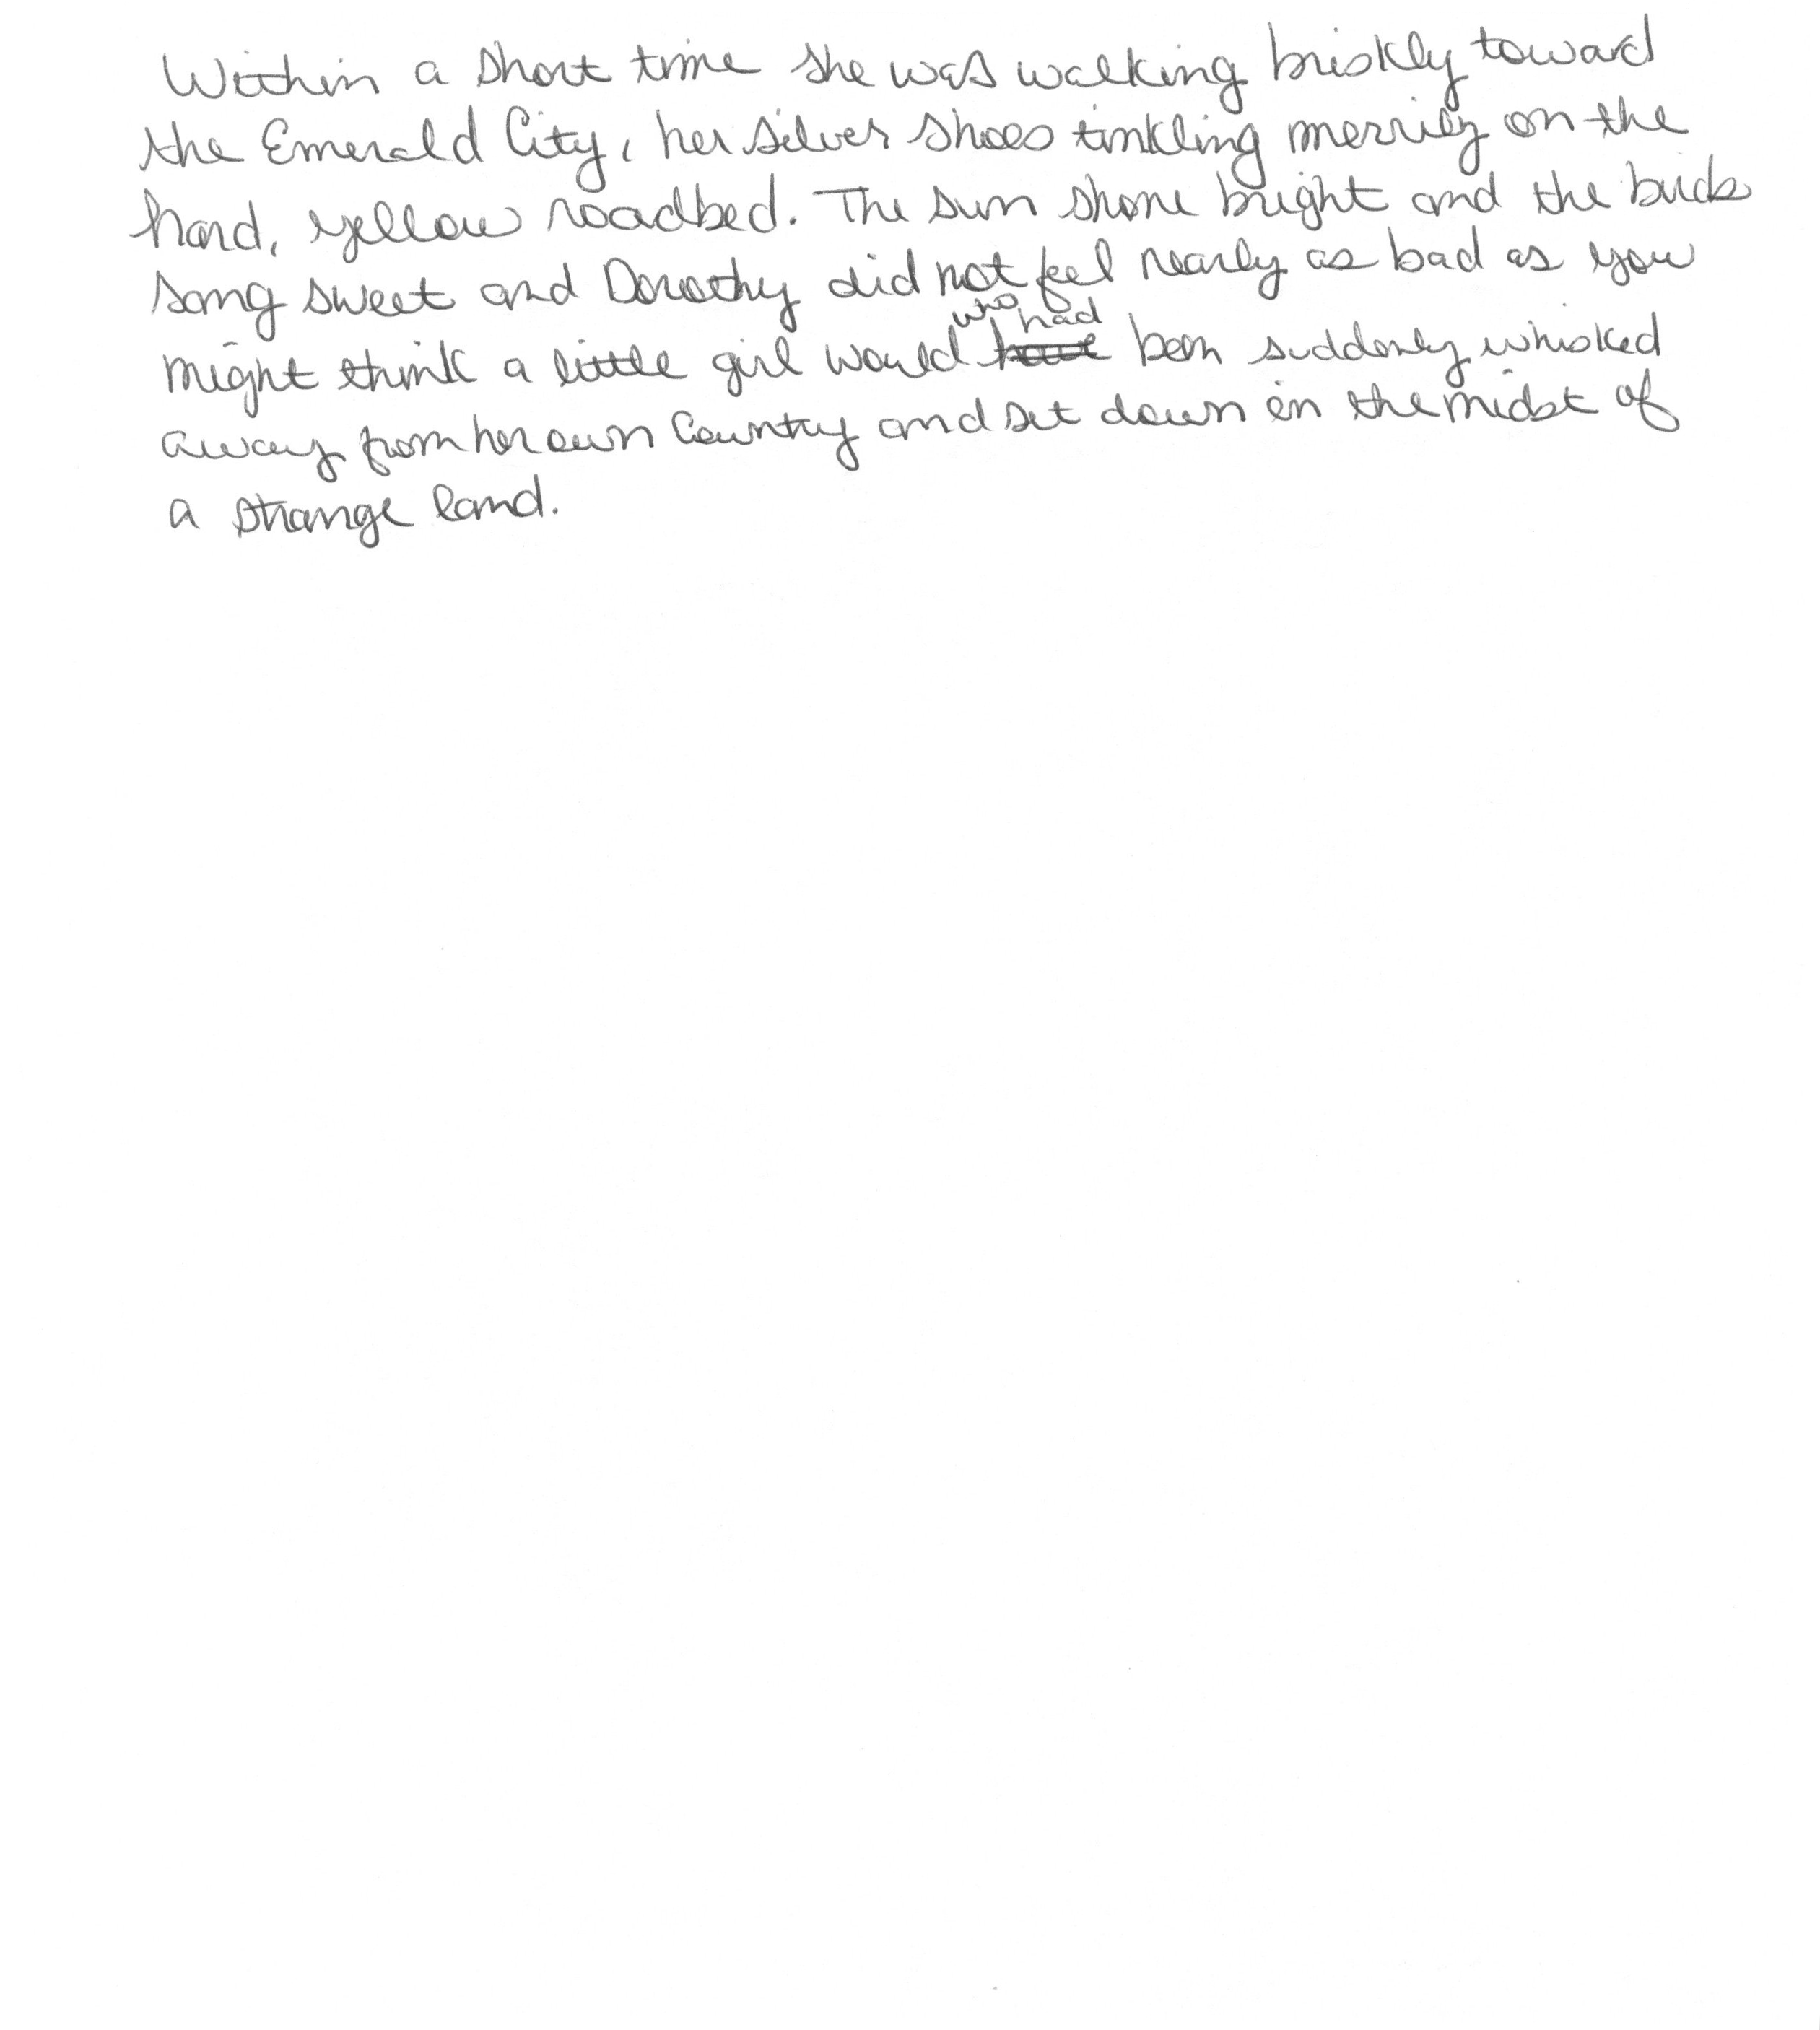 Within a short time she was walking briskly toward
the Emerald City, her silver shoes tinkling merrily on the
hard, yellow roadbed. The sun shone bright and the birds
sang sweet and Dorothy did not feel nearly as bad as you
might think a little girl would who had been suddenly whisked
away from her own country and set down in the midst of
a strange land.